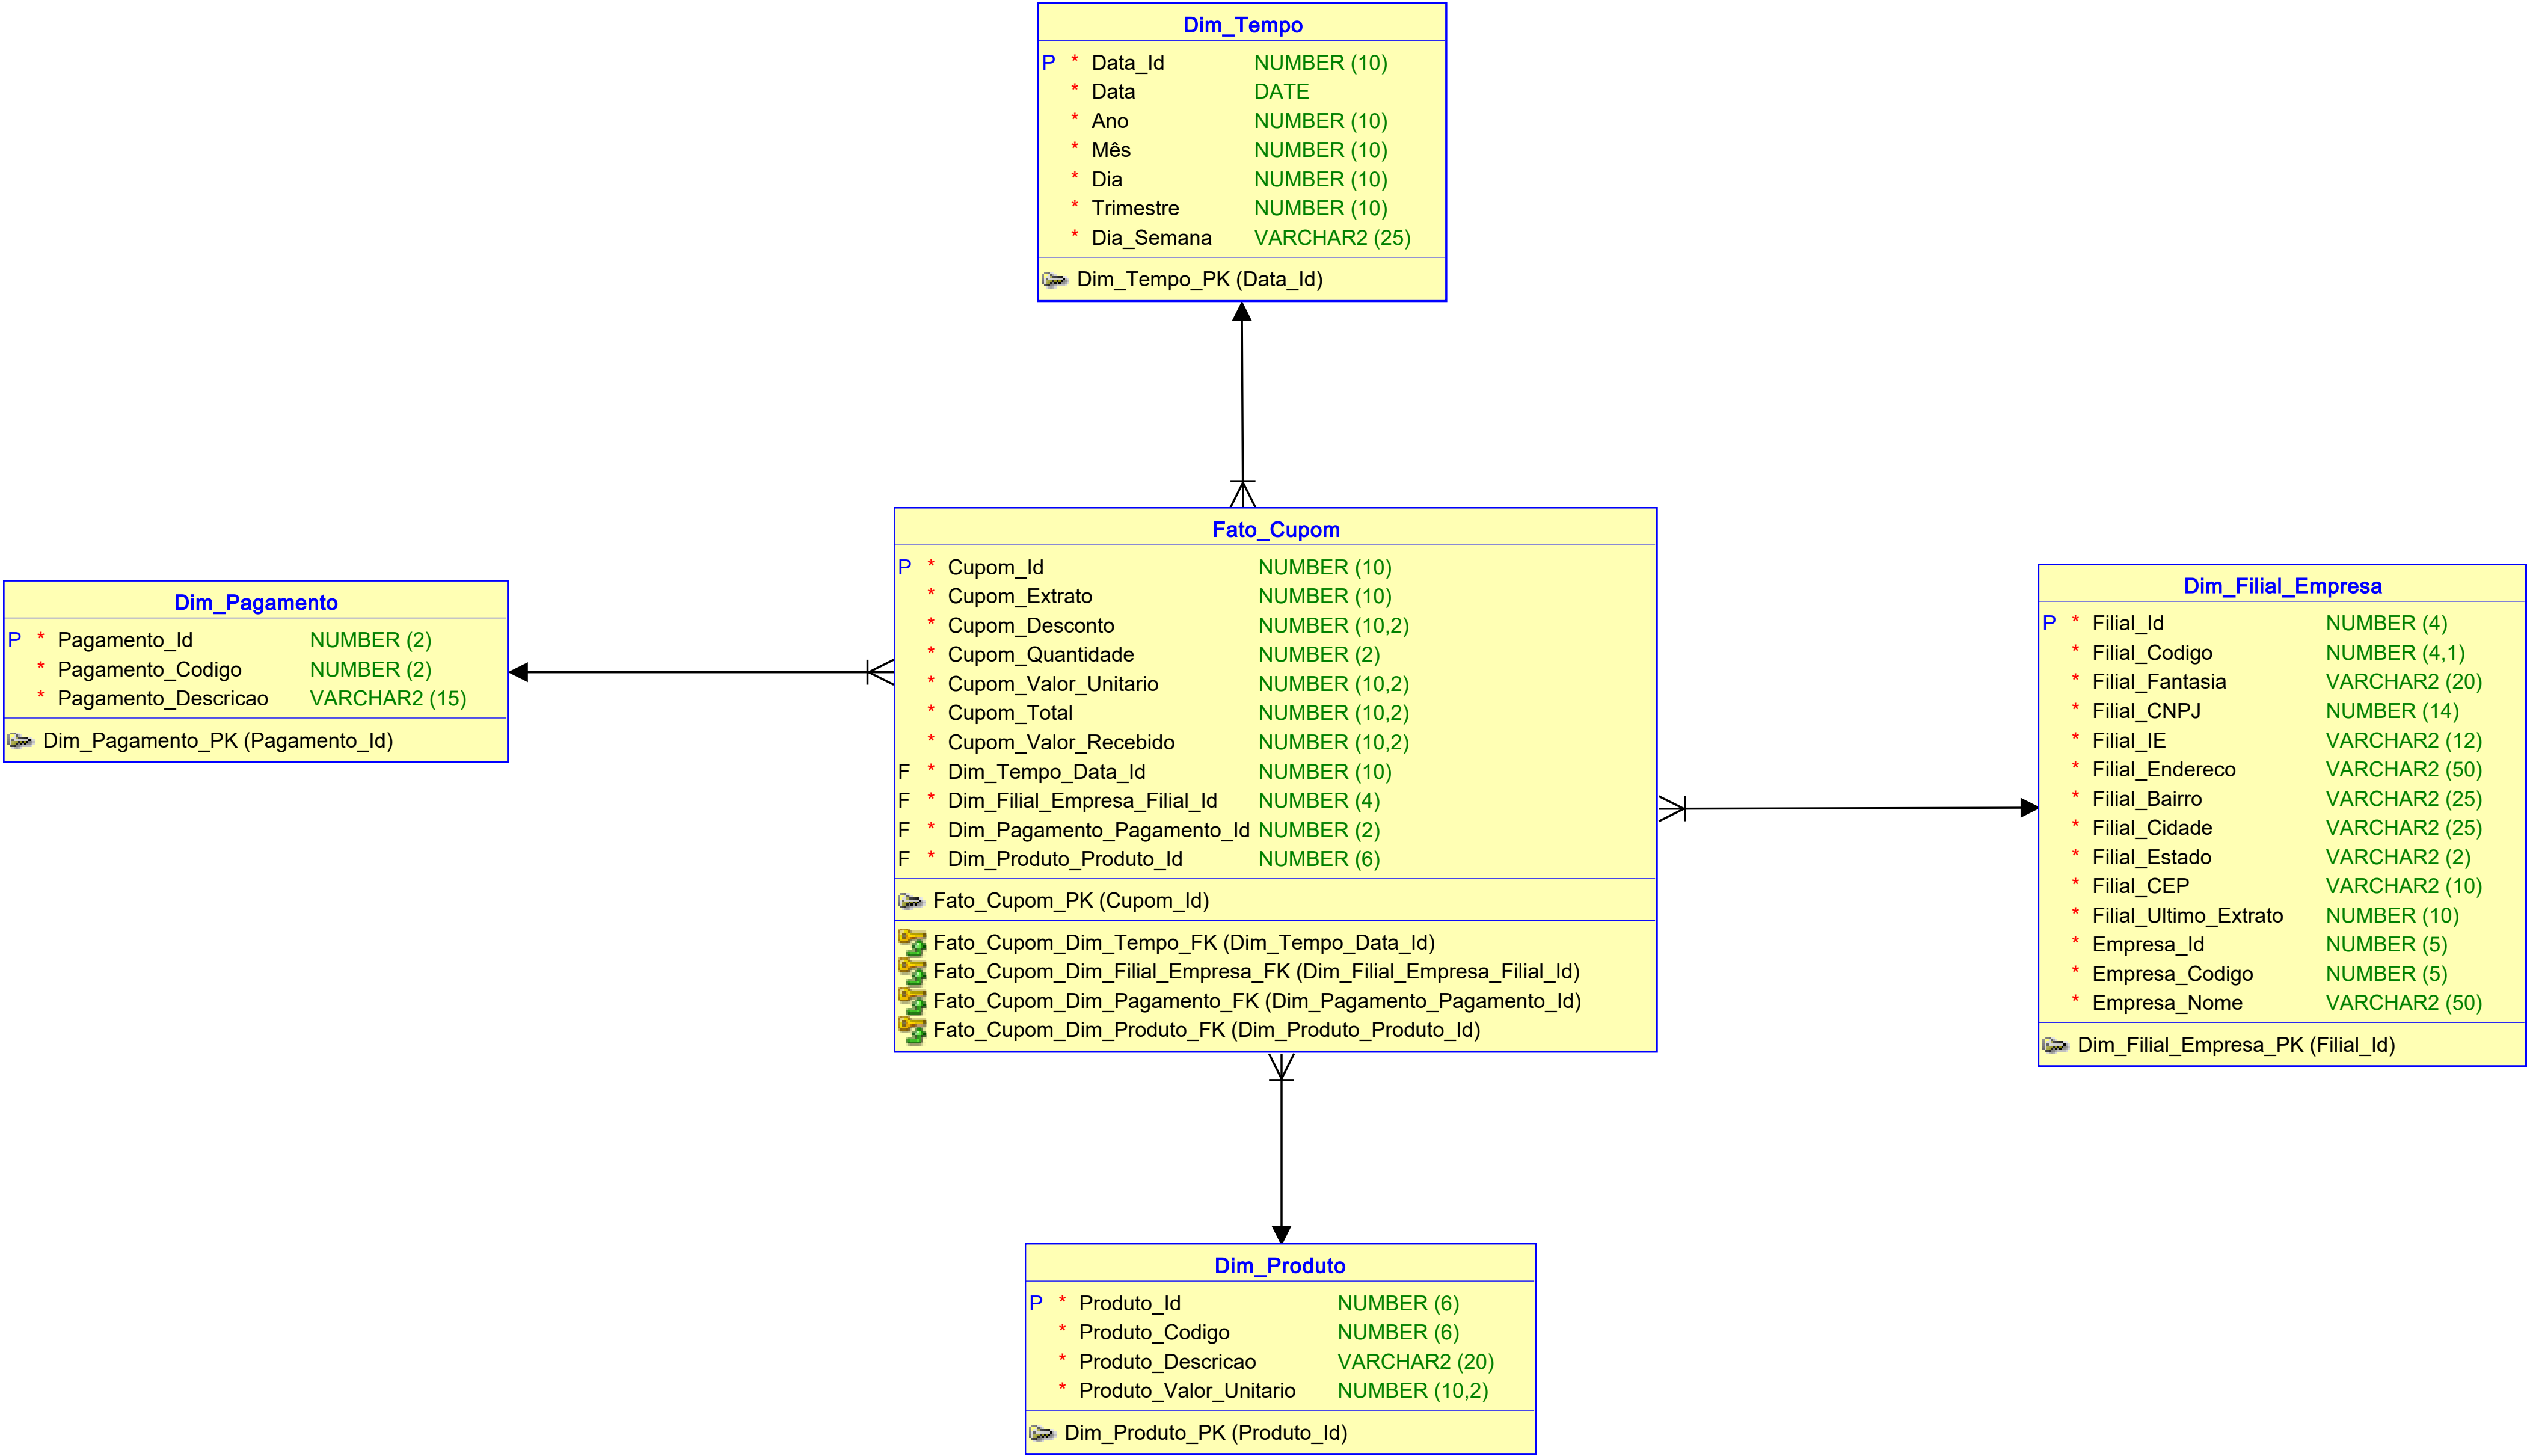 Dim_Tempo
P * Data_Id NUMBER (10)
* Data DATE
* Ano NUMBER (10)
* Mês NUMBER (10)
* Dia NUMBER (10)
* Trimestre NUMBER (10)
* Dia_Semana VARCHAR2 (25)
Dim_Tempo_PK (Data_Id)
Dim_Pagamento
P * Pagamento_Id NUMBER (2)
* Pagamento_Codigo NUMBER (2)
* Pagamento_Descricao VARCHAR2 (15)
Dim_Pagamento_PK (Pagamento_Id)
Fato_Cupom
P * Cupom_Id NUMBER (10)
* Cupom_Extrato NUMBER (10)
* Cupom_Desconto NUMBER (10,2)
* Cupom_Quantidade NUMBER (2)
* Cupom_Valor_Unitario NUMBER (10,2)
* Cupom_Total NUMBER (10,2)
* Cupom_Valor_Recebido NUMBER (10,2)
F * Dim_Tempo_Data_Id NUMBER (10)
F * Dim_Filial_Empresa_Filial_Id NUMBER (4)
F * Dim_Pagamento_Pagamento_Id NUMBER (2)
F * Dim_Produto_Produto_Id NUMBER (6)
Fato_Cupom_PK (Cupom_Id)
Fato_Cupom_Dim_Tempo_FK (Dim_Tempo_Data_Id)
Fato_Cupom_Dim_Filial_Empresa_FK (Dim_Filial_Empresa_Filial_Id)
Fato_Cupom_Dim_Pagamento_FK (Dim_Pagamento_Pagamento_Id)
Fato_Cupom_Dim_Produto_FK (Dim_Produto_Produto_Id)
Dim_Filial_Empresa
P * Filial_Id NUMBER (4)
* Filial_Codigo NUMBER (4,1)
* Filial_Fantasia VARCHAR2 (20)
* Filial_CNPJ NUMBER (14)
* Filial_IE VARCHAR2 (12)
* Filial_Endereco VARCHAR2 (50)
* Filial_Bairro VARCHAR2 (25)
* Filial_Cidade VARCHAR2 (25)
* Filial_Estado VARCHAR2 (2)
* Filial_CEP VARCHAR2 (10)
* Filial_Ultimo_Extrato NUMBER (10)
* Empresa_Id NUMBER (5)
* Empresa_Codigo NUMBER (5)
* Empresa_Nome VARCHAR2 (50)
Dim_Filial_Empresa_PK (Filial_Id)
Dim_Produto
P * Produto_Id NUMBER (6)
* Produto_Codigo NUMBER (6)
* Produto_Descricao VARCHAR2 (20)
* Produto_Valor_Unitario NUMBER (10,2)
Dim_Produto_PK (Produto_Id)